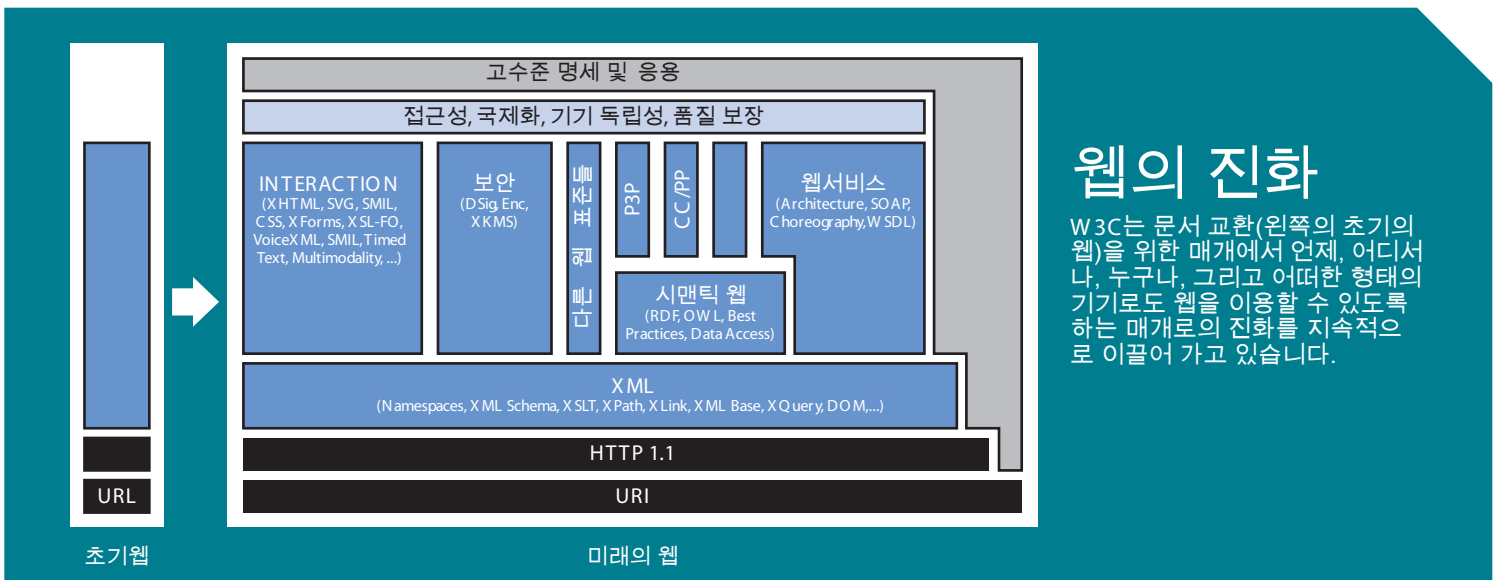 고수준 명세 및 응용
접근성, 국제화, 기기 독립성, 품질 보장
INTERACTION
(XHTML, SVG, SMIL,
CSS, XForms, XSL-FO,
VoiceXML, SMIL, Timed
Text, Multimodality, ...)
보안
(DSig, Enc,
XKMS)
다른 웹 표준들
P3P
CC/PP
웹서비스
(Architecture, SOAP,
Choreography, WSDL)
시맨틱 웹
(RDF, OWL, Best
Practices, Data Access)
XML
(Namespaces, XML Schema, XSLT, XPath, XLink, XML Base, XQuery, DOM,...)
HTTP 1.1
URL
URI
초기웹
미래의 웹
웹의 진화
W3C는 문서 교환(왼쪽의 초기의
웹)을 위한 매개에서 언제, 어디서
나, 누구나, 그리고 어떠한 형태의
기기로도 웹을 이용할 수 있도록
하는 매개로의 진화를 지속적으
로 이끌어 가고 있습니다.